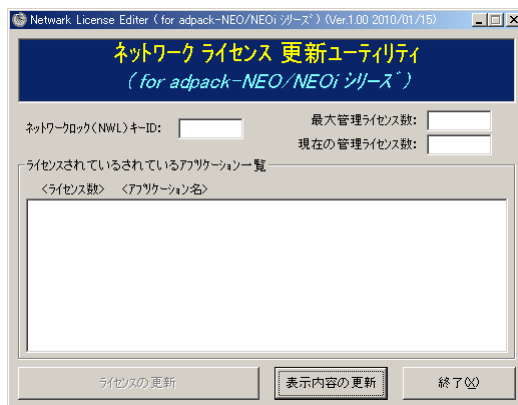 Netwark License Editer ( for adpack-NEO/NEOi ｼﾘｰｽﾞ ) (Ver.1.00 2010/01/15)
ネットワーク ライセンス 更新ユーティリティ
( for adpack-NEO/NEOi ｼﾘｰｽﾞ )
ﾈｯﾄﾜｰｸﾛｯｸ(NWL)ｷｰID:
最大管理ﾗｲｾﾝｽ数:
現在の管理ﾗｲｾﾝｽ数:
ﾗｲｾﾝｽされているされているｱﾌﾟﾘｹｰｼｮﾝ一覧
<ﾗｲｾﾝｽ数> <ｱﾌﾟﾘｹｰｼｮﾝ名>
ﾗｲｾﾝｽの更新
表示内容の更新
終了(X)